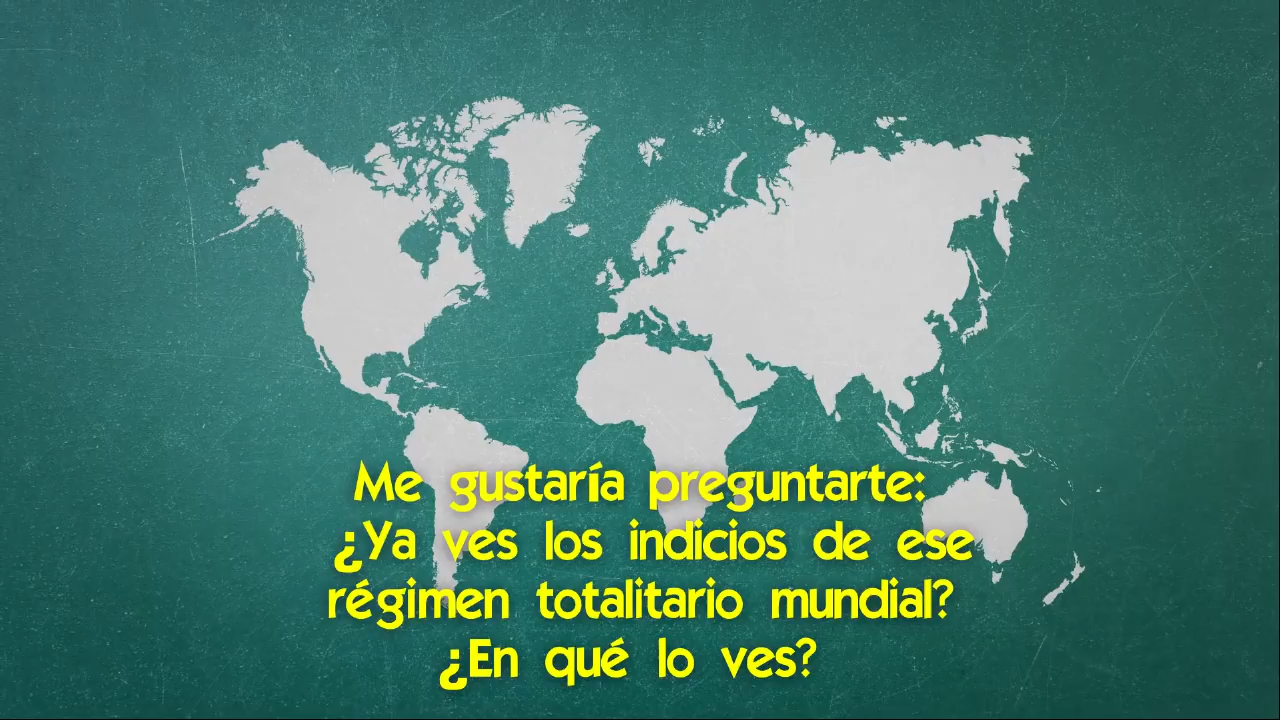 Me gustaría preguntarte:
¿Ya ves los indicios de ese
régimen totalitario mundial?
¿En qué lo ves?